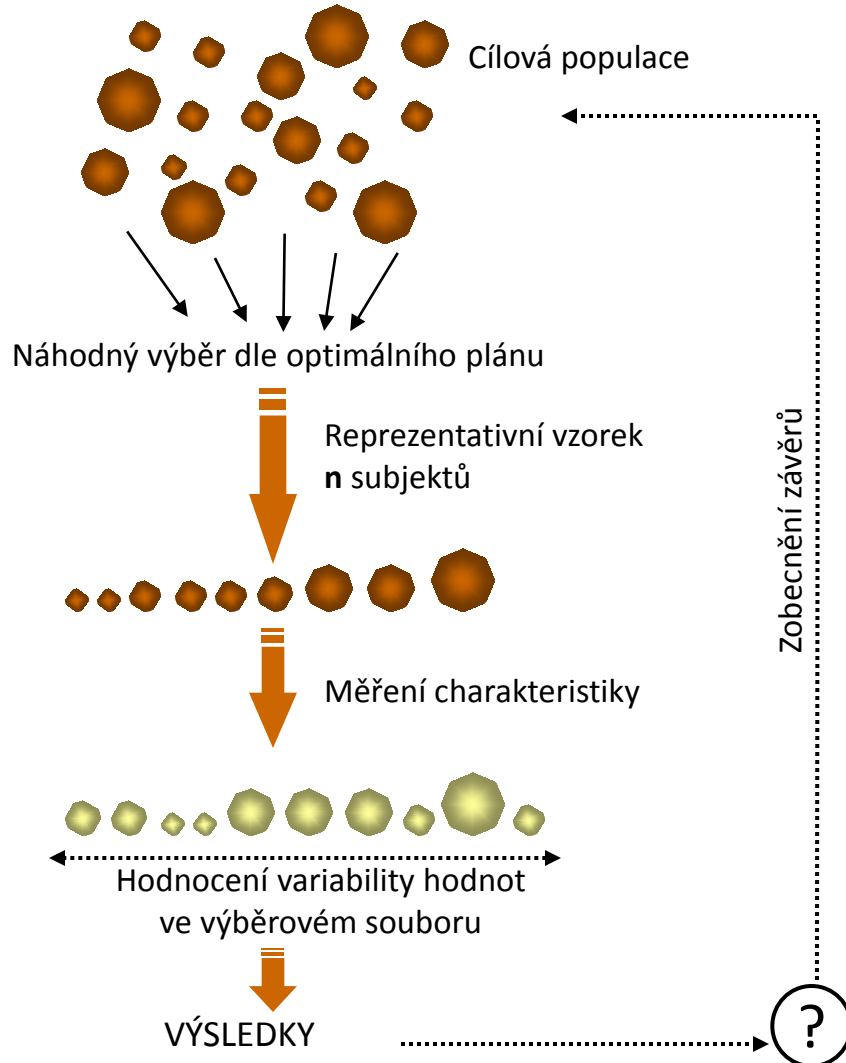 Cílová populace
Náhodný výběr dle optimálního plánu
Reprezentativní vzorek
n subjektů
Zobecnění závěrů
Měření charakteristiky
Hodnocení variability hodnot
ve výběrovém souboru
VÝSLEDKY
?